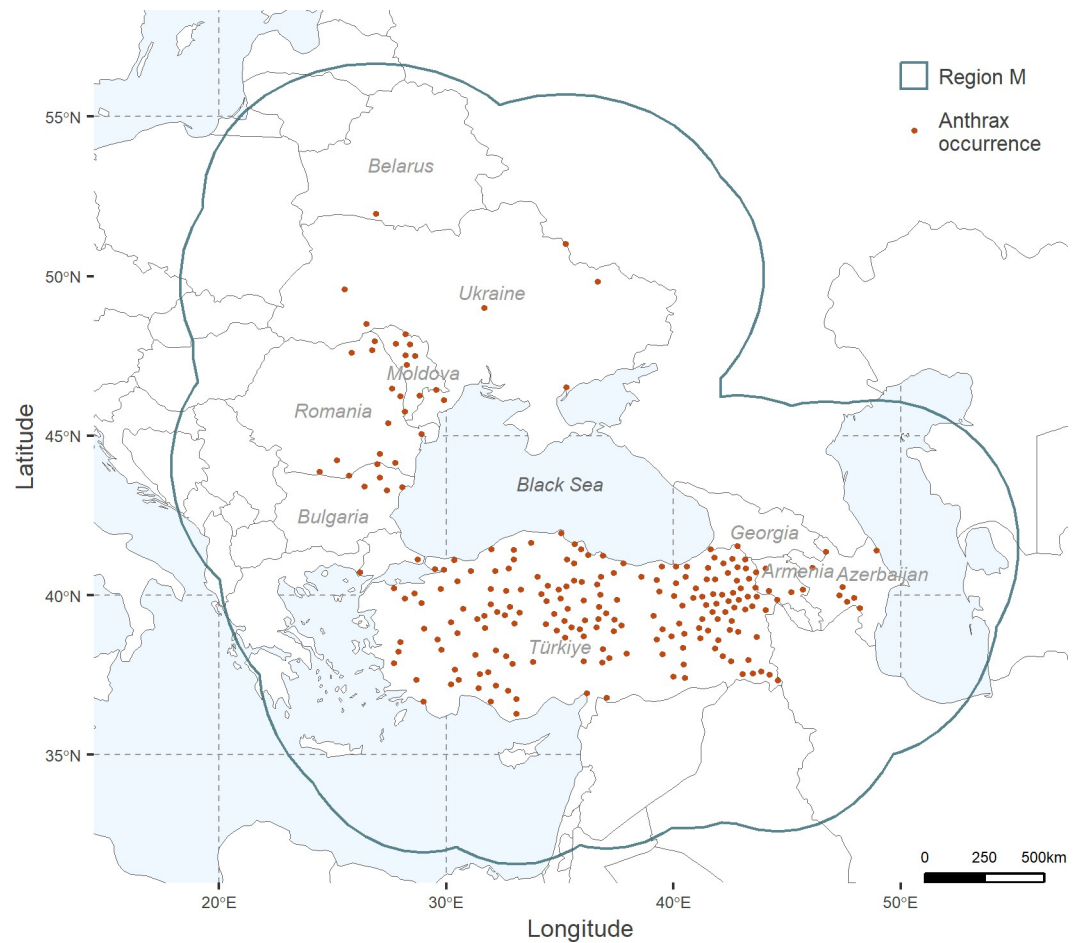 Region M
Anthrax
occurrence
55°N
50°N
45°N
40°N
35°N
Latitude
Belarus
Ukraine
Moldova
Romania
Black Sea
Bulgaria
Georgia
Armenia
Azerbaijan
Türkiye
0 250 500km
20°E 30°E 40°E 50°E
Longitude